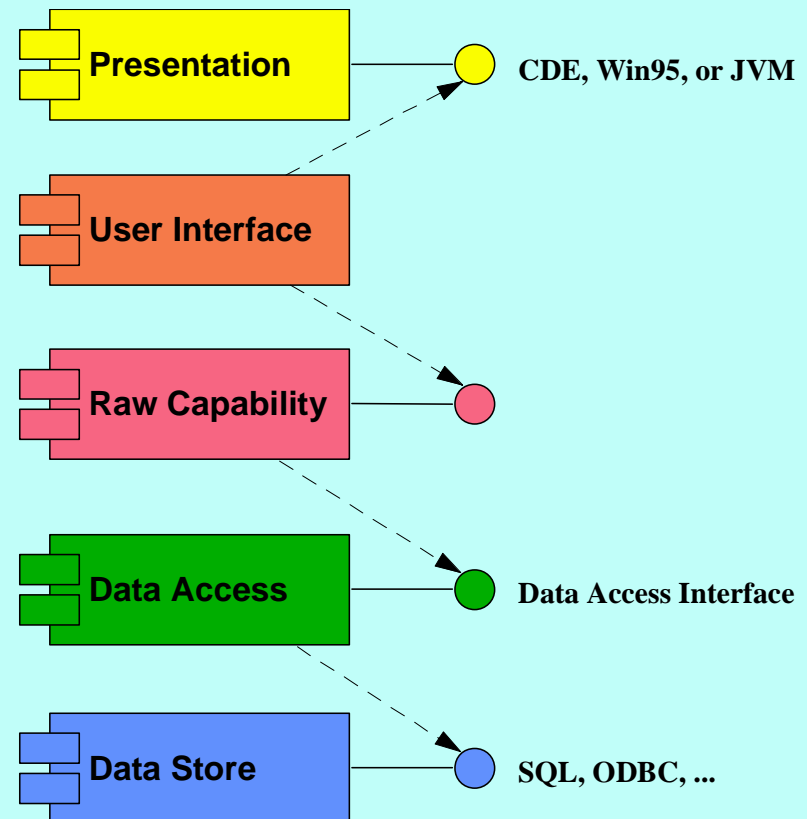 Presentation
CDE, Win95, or JVM
User Interface
Raw Capability
Data Access
Data Access Interface
Data Store
SQL, ODBC, ...